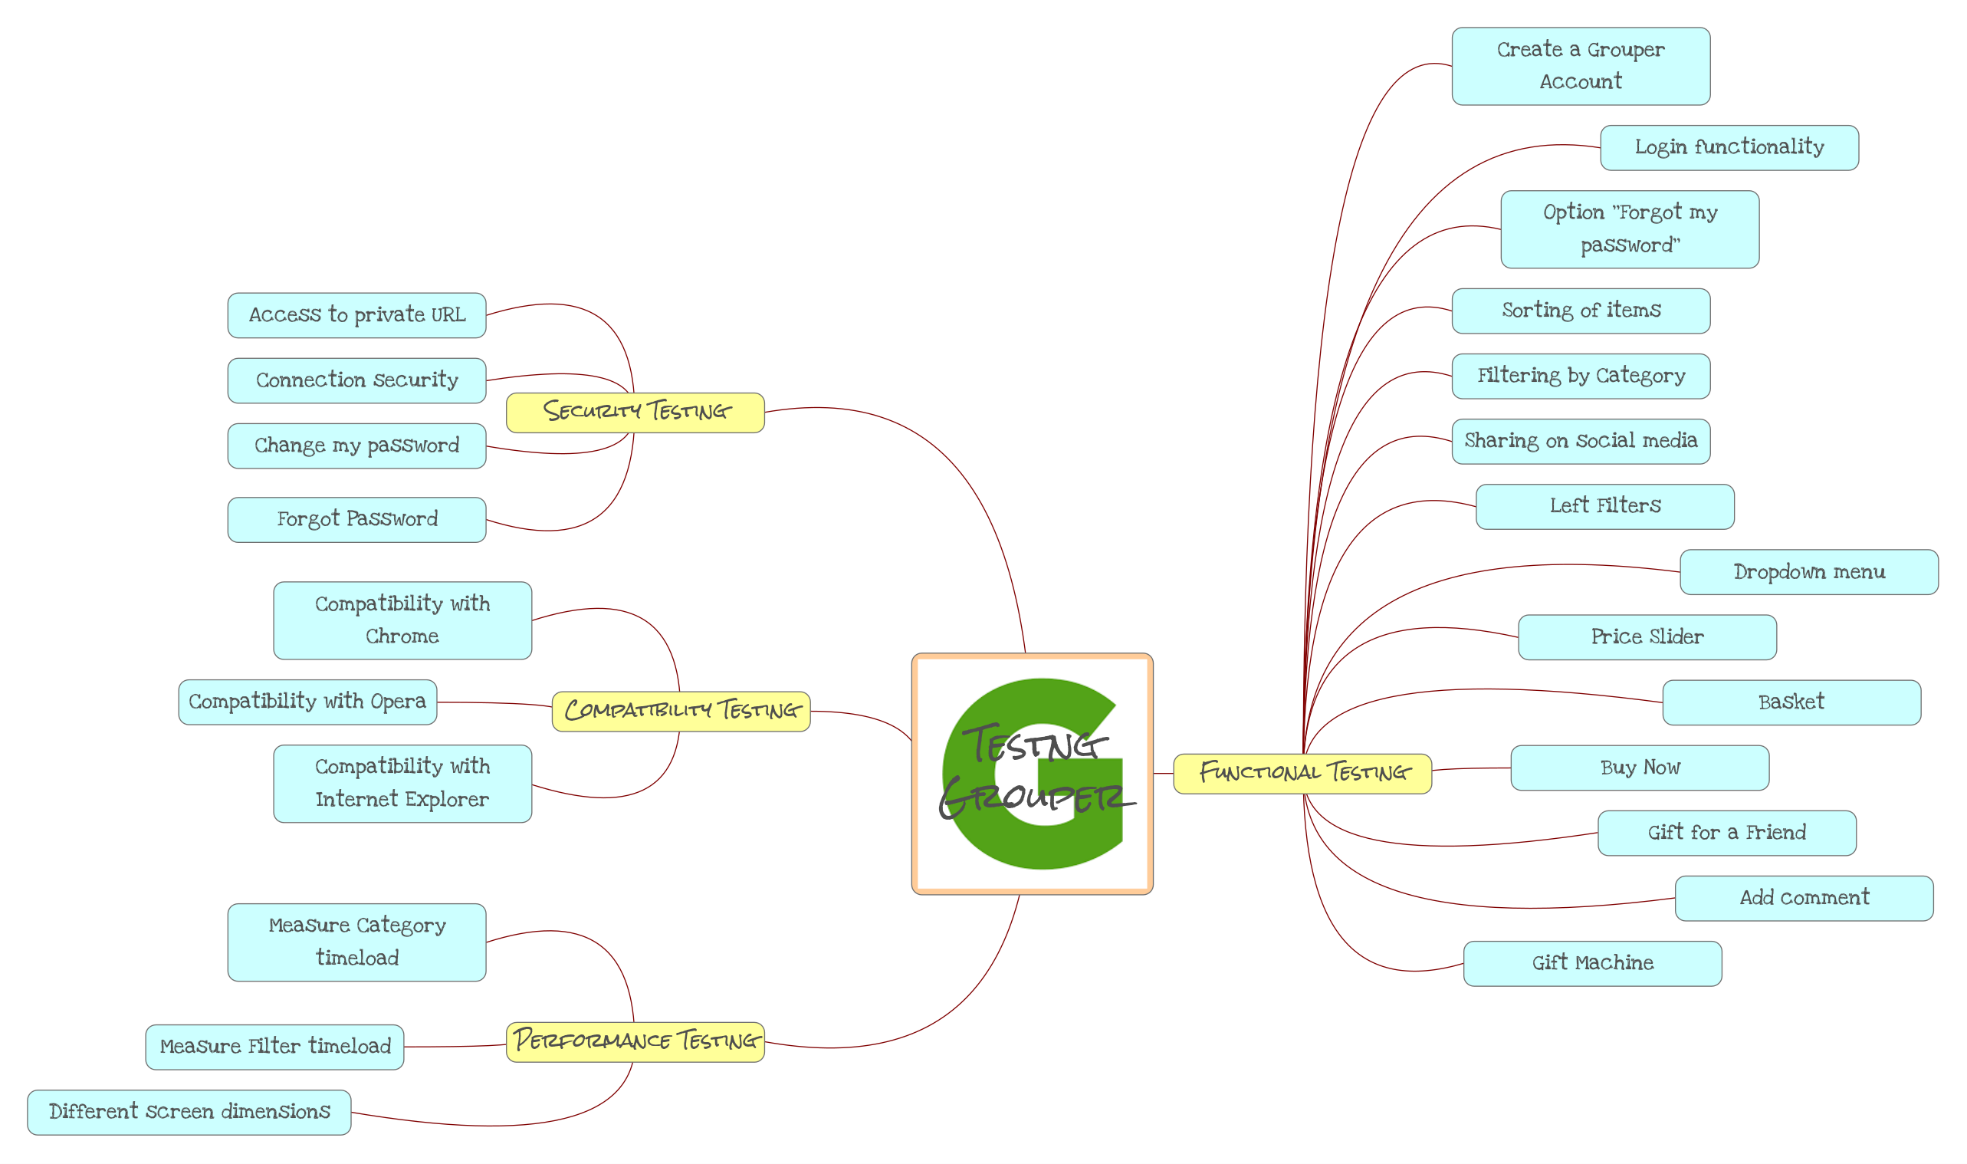 Create a Grouper
Account
Login functionality
Option "Forgot my
password"
Sorting of items
Filtering by Category
Sharing on social media
Left Filters
Dropdown menu
Price Slider
Basket
Buy Now
Gift for a Friend
Add comment
Gift Machine
Functional Testing
Testng
Grouper
Security Testing
Access to private URL
Connection security
Change my password
Forgot Password
Compatibility Testing
Compatibility with
Chrome
Compatibility with Opera
Compatibility with
Internet Explorer
Performance Testing
Measure Category
timeload
Measure Filter timeload
Different screen dimensions